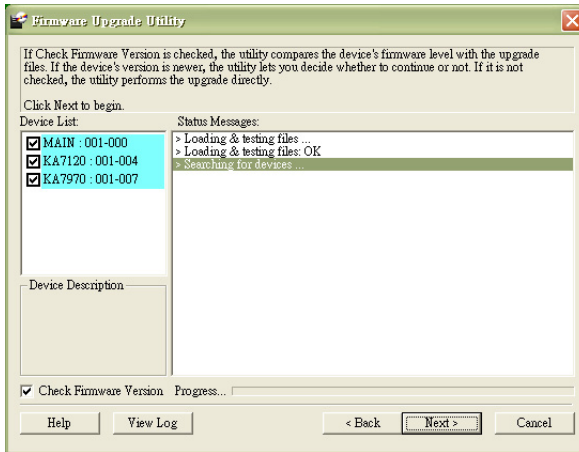 Firmware Upgrade Utility
If Check Firmware Version is checked, the utility compares the device's firmware level with the upgrade
files. If the device's version is newer, the utility lets you decide whether to continue or not. If it is not
checked, the utility performs the upgrade directly.
Click Next to begin.
Device List:
Status Messages:
MAIN : 001-000
KA7120 : 001-004
KA7970 : 001-007
> Loading & testing files ...
> Loading & testing files: OK
> Searching for devices ...
Device Description
Check Firmware Version
Progress...
Help
View Log
< Back
Next >
Cancel